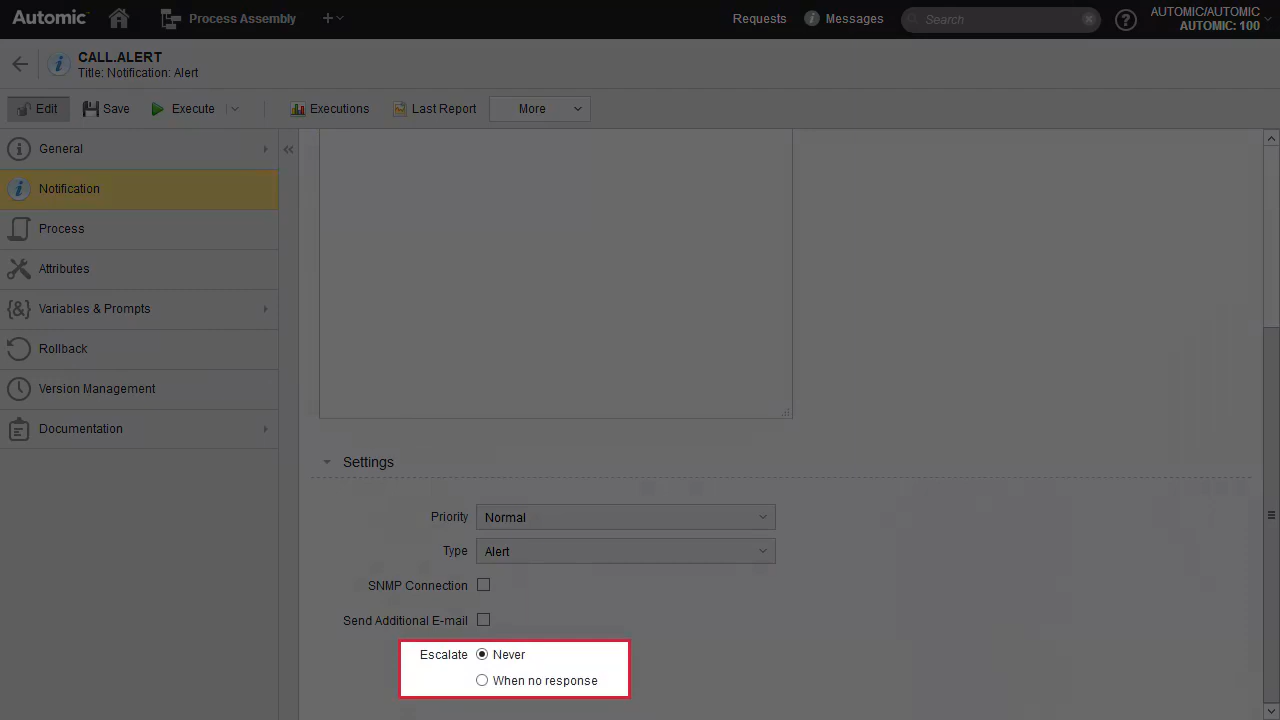 Automic
Process Assembly
Requests
Messages
Search
AUTOMIC/AUTOMIC
AUTOMIC: 100
CALL.ALERT
Title: Notification: Alert
Edit
Save
Execute
Executions
Last Report
More
General
Notification
Process
Attributes
Variables & Prompts
Rollback
Version Management
Documentation
Settings
Priority Normal
Type Alert
SNMP Connection
Send Additional E-mail
Escalate Never
When no response